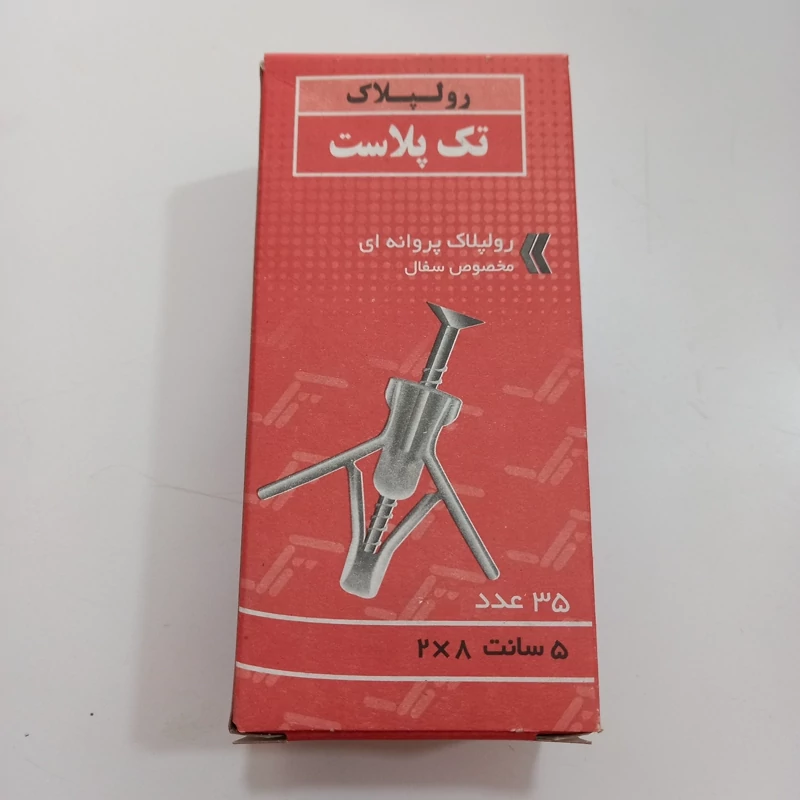 رولپلاک
تک پلاست
رولپلاک پروانه ای
مخصوص سفال
۳۵ عدد
۵ سانت ۸×۲